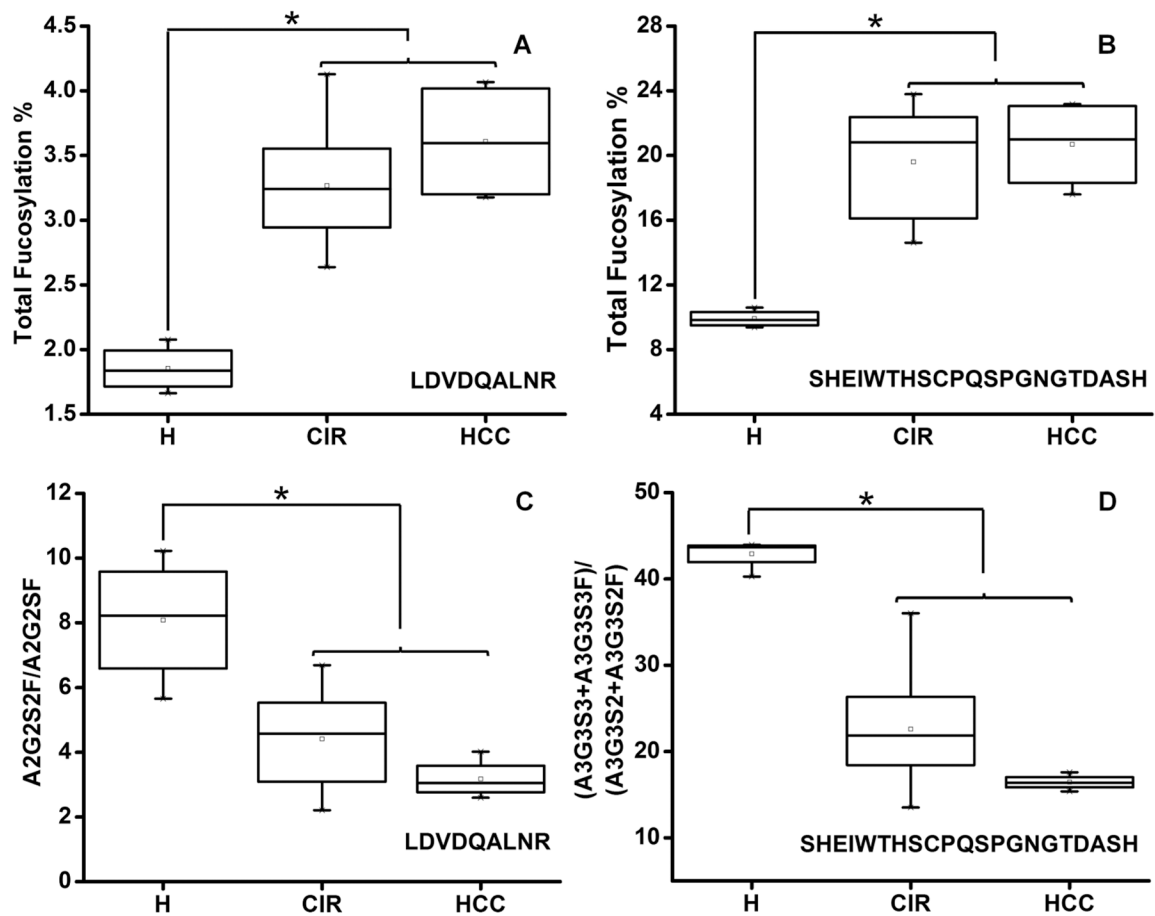 A
*
Total Fucosylation %
4.5
4.0
3.5
3.0
2.5
2.0
1.5
LDVDQALNR
H CIR HCC
B
*
Total Fucosylation %
28
24
20
16
12
8
4
SHEIWTHSCPQSPGNGTDASH
H CIR HCC
C
*
A2G2S2F/A2G2SF
12
10
8
6
4
2
0
LDVDQALNR
H CIR HCC
D
*
(A3G3S3+A3G3S3F)/
(A3G3S2+A3G3S2F)
50
40
30
20
10
SHEIWTHSCPQSPGNGTDASH
H CIR HCC